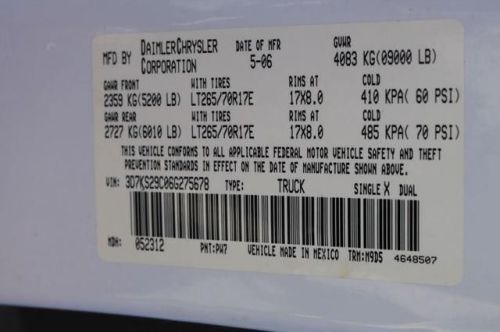 MFD BY DAIMLERCHRYSLER CORPORATION DATE OF MFR 5-06 GVWR 4083 KG(09000 LB)
GAWR FRONT WITH TIRES RIMS AT COLD
2359 KG(5200 LB) LT265/70R17E 17X8.0 410 KPA( 60 PSI)
GAWR REAR WITH TIRES RIMS AT COLD
2727 KG(6010 LB) LT265/70R17E 17X8.0 485 KPA( 70 PSI)
THIS VEHICLE CONFORMS TO ALL APPLICABLE FEDERAL MOTOR VEHICLE SAFETY AND THEFT
PREVENTION STANDARDS IN EFFECT ON THE DATE OF MANUFACTURE SHOWN ABOVE.
VIN: 3D7KS29C06G275678 TYPE: TRUCK SINGLE X DUAL
MDH: 052312 PNT:PW7 VEHICLE MADE IN MEXICO TRM:M9D5 4648507